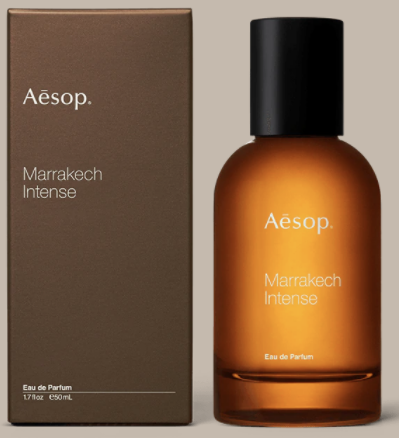 Aēsop.
Marrakech
Intense
Eau de Parfum
1.7 fl oz ℮50 mL
Aēsop.
Marrakech
Intense
Eau de Parfum